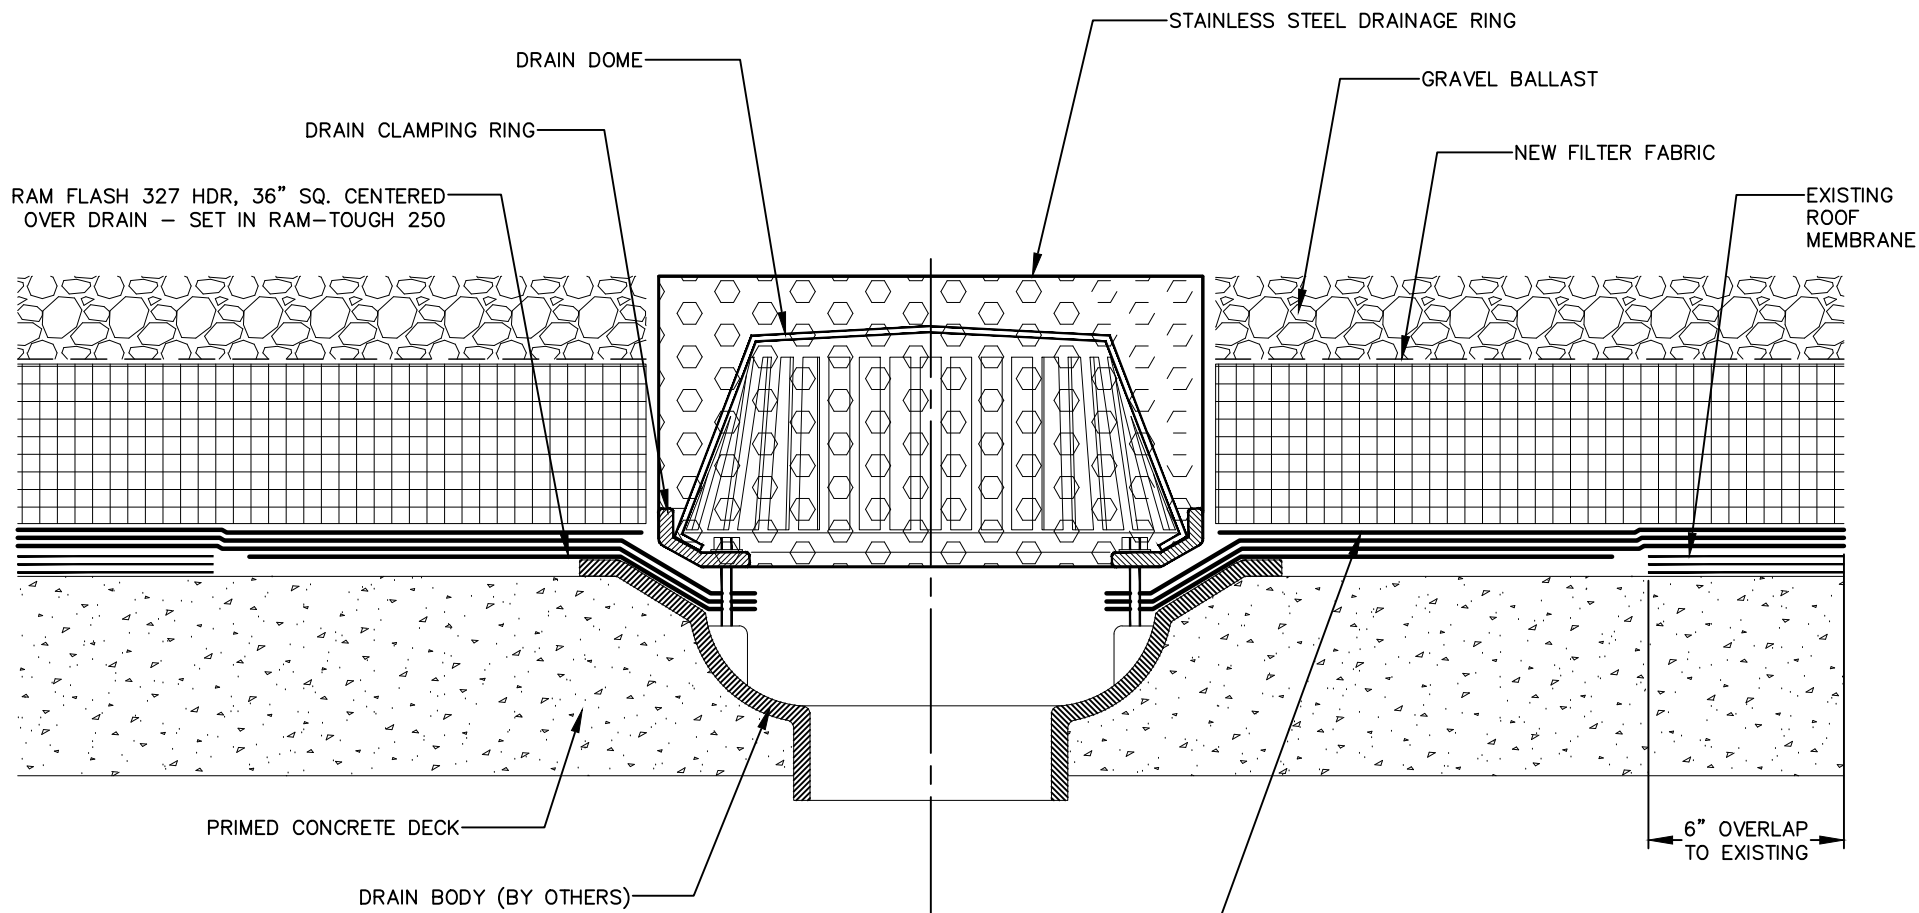 STAINLESS STEEL DRAINAGE RING
DRAIN DOME
GRAVEL BALLAST
DRAIN CLAMPING RING
NEW FILTER FABRIC
RAM FLASH 327 HDR, 36" SQ. CENTERED
OVER DRAIN – SET IN RAM–TOUGH 250
EXISTING
ROOF
MEMBRANE
PRIMED CONCRETE DECK
6" OVERLAP
TO EXISTING
DRAIN BODY (BY OTHERS)